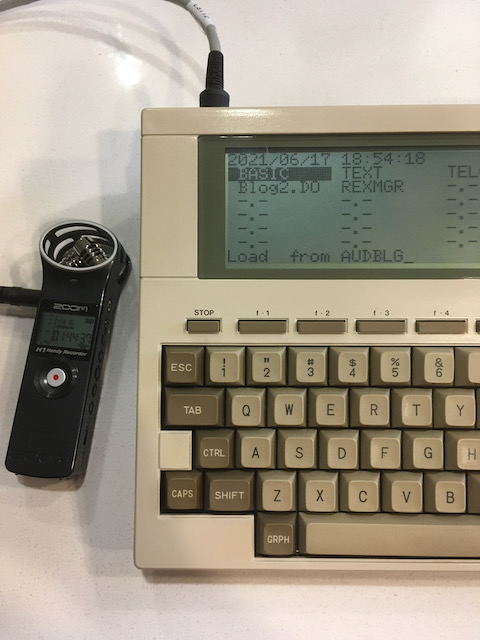 2021/06/17 18:54:18
BASIC TEXT TEL
Blog2.DO REXMGR -.-
-.- -.- -.-
-.- -.- -.-
-.- -.- -.-
-.- -.- -.-
Load from AUDBLG_
ZOOM
H1 Handy Recorder
STOP f·1 f·2 f·3 f·4
ESC ! 1 " 2 # 3 $ 4 % 5 & 6
TAB Q W E R T Y
CTRL A S D F G H
CAPS SHIFT Z X C V B
GRPH